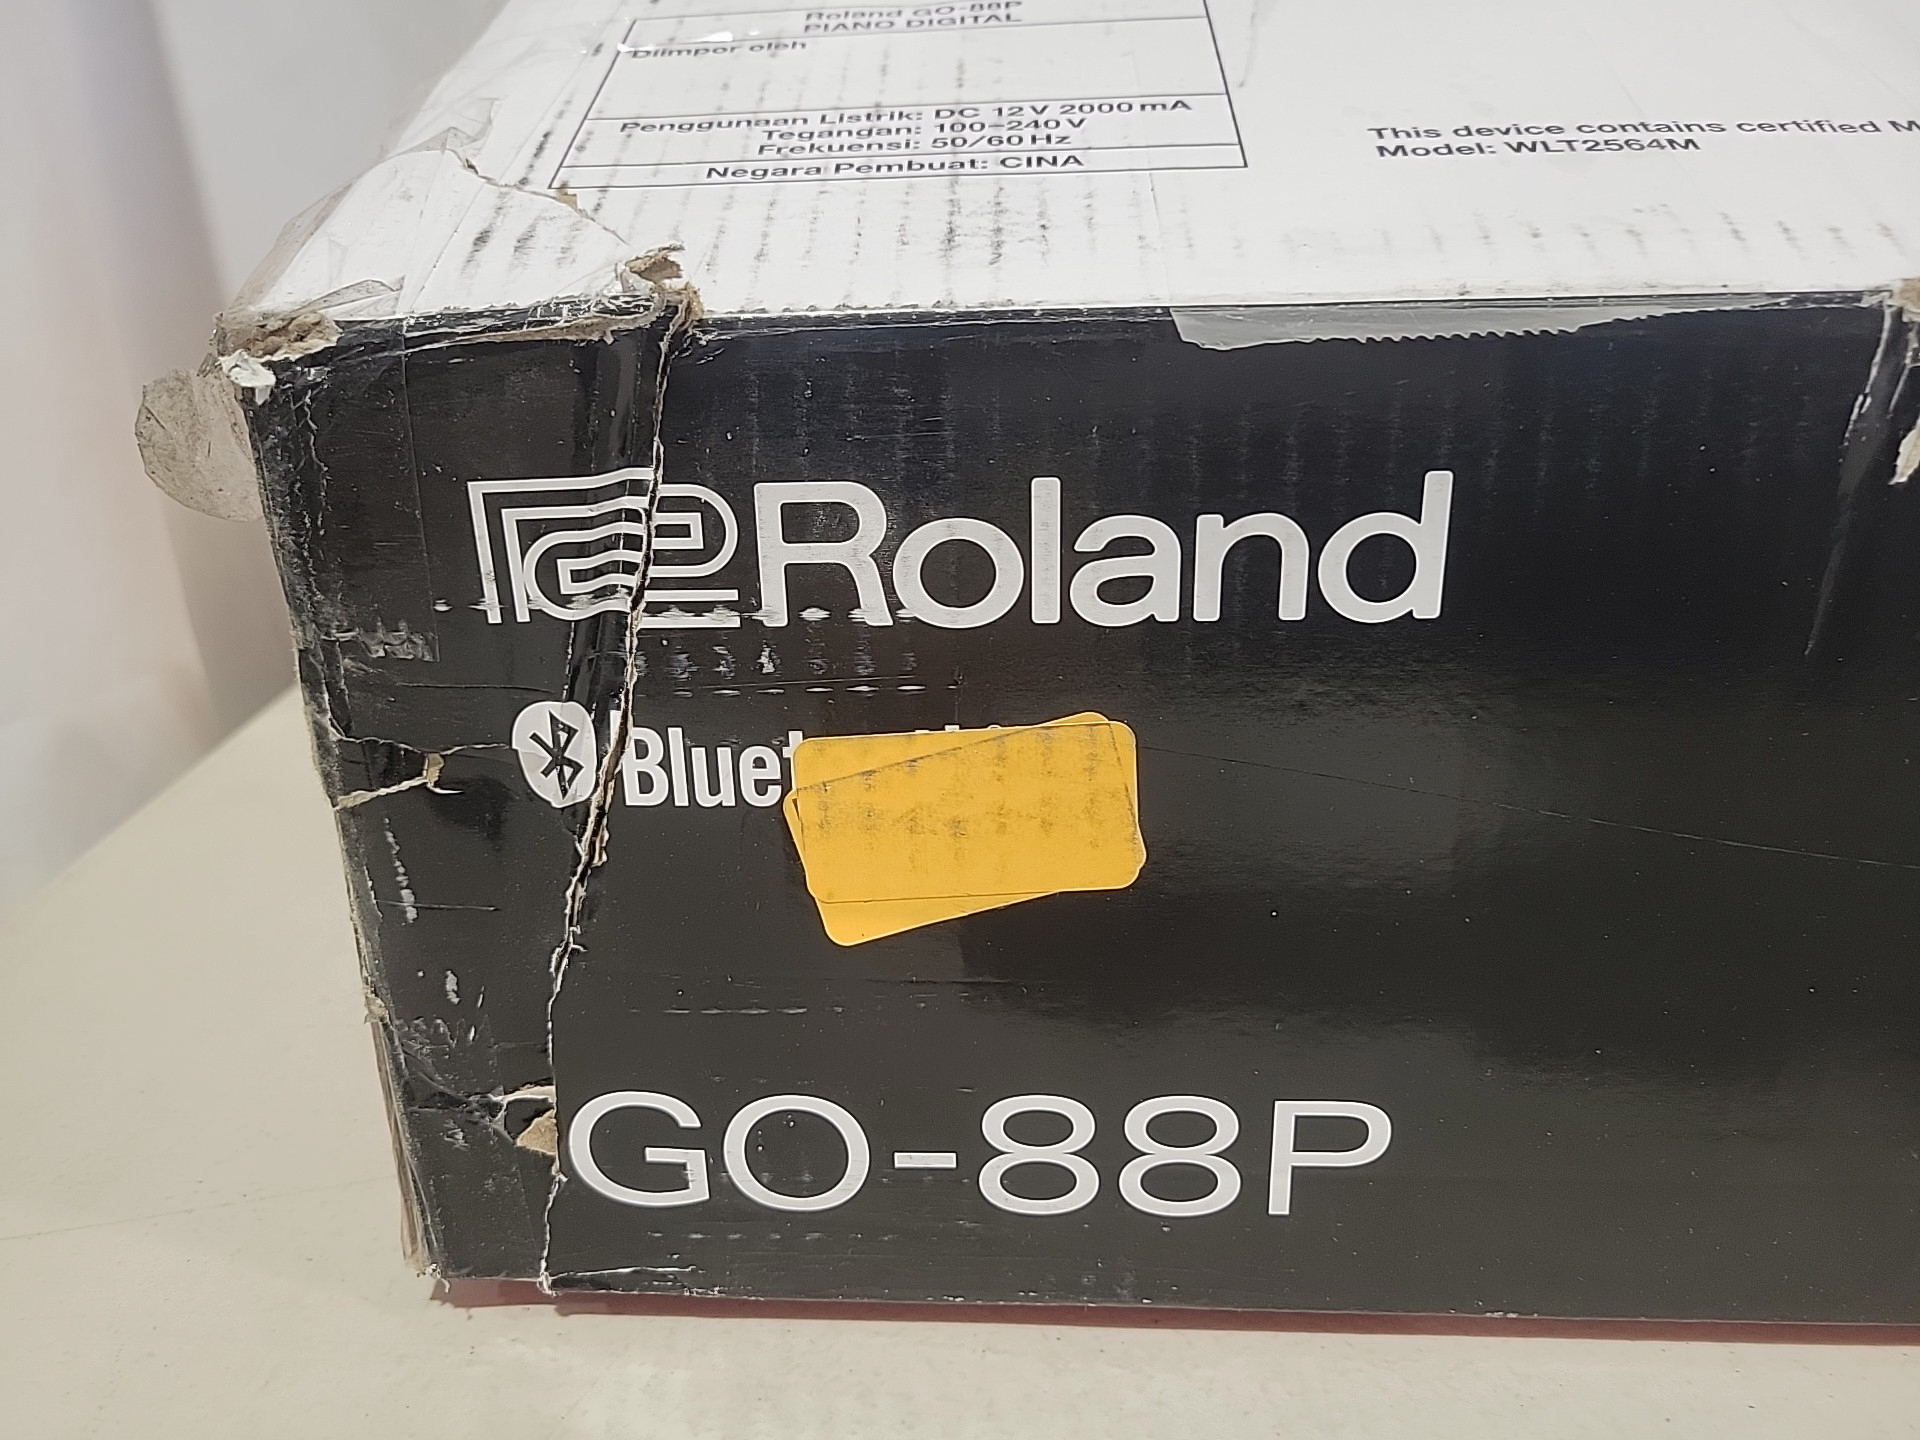 Roland GO-88P
PIANO DIGITAL
Diimpor oleh
Penggunaan Listrik: DC 12V 2000mA
Tegangan: 100-240V
Frekuensi: 50/60Hz
Negara Pembuat: CINA
This device contains certified M
Model: WLT2564M
Roland
Bluet
GO-88P